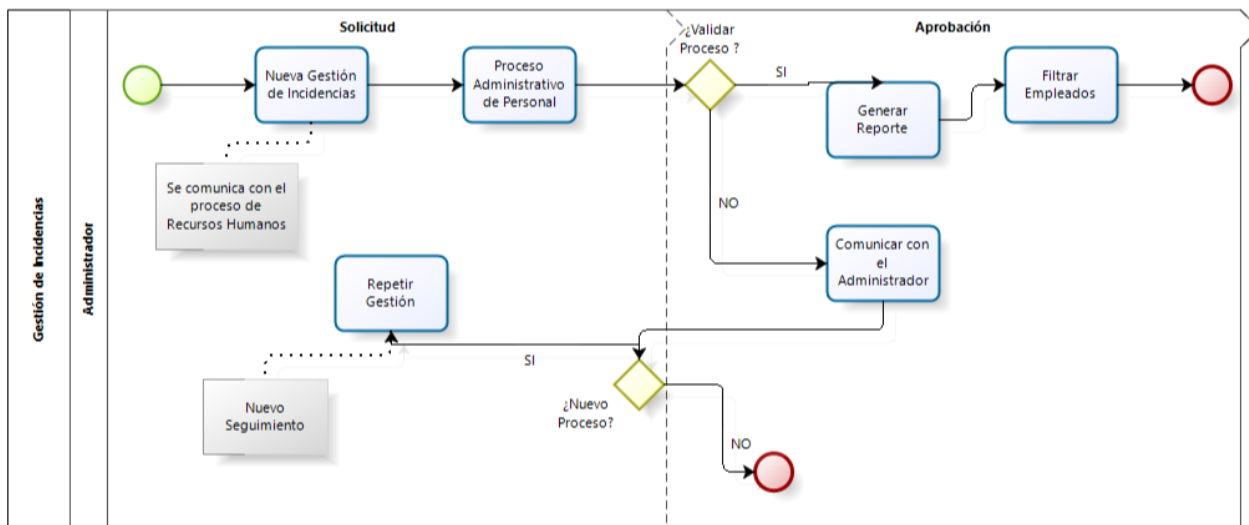 Gestión de Incidencias
Administrador
Solicitud
Aprobación
Nueva Gestión
de Incidencias
Proceso
Administrativo
de Personal
¿Validar
Proceso ?
SI
Generar
Reporte
Filtrar
Empleados
Se comunica con el
proceso de
Recursos Humanos
NO
Comunicar con
el
Administrador
Repetir
Gestión
SI
Nuevo
Seguimiento
¿Nuevo
Proceso?
NO